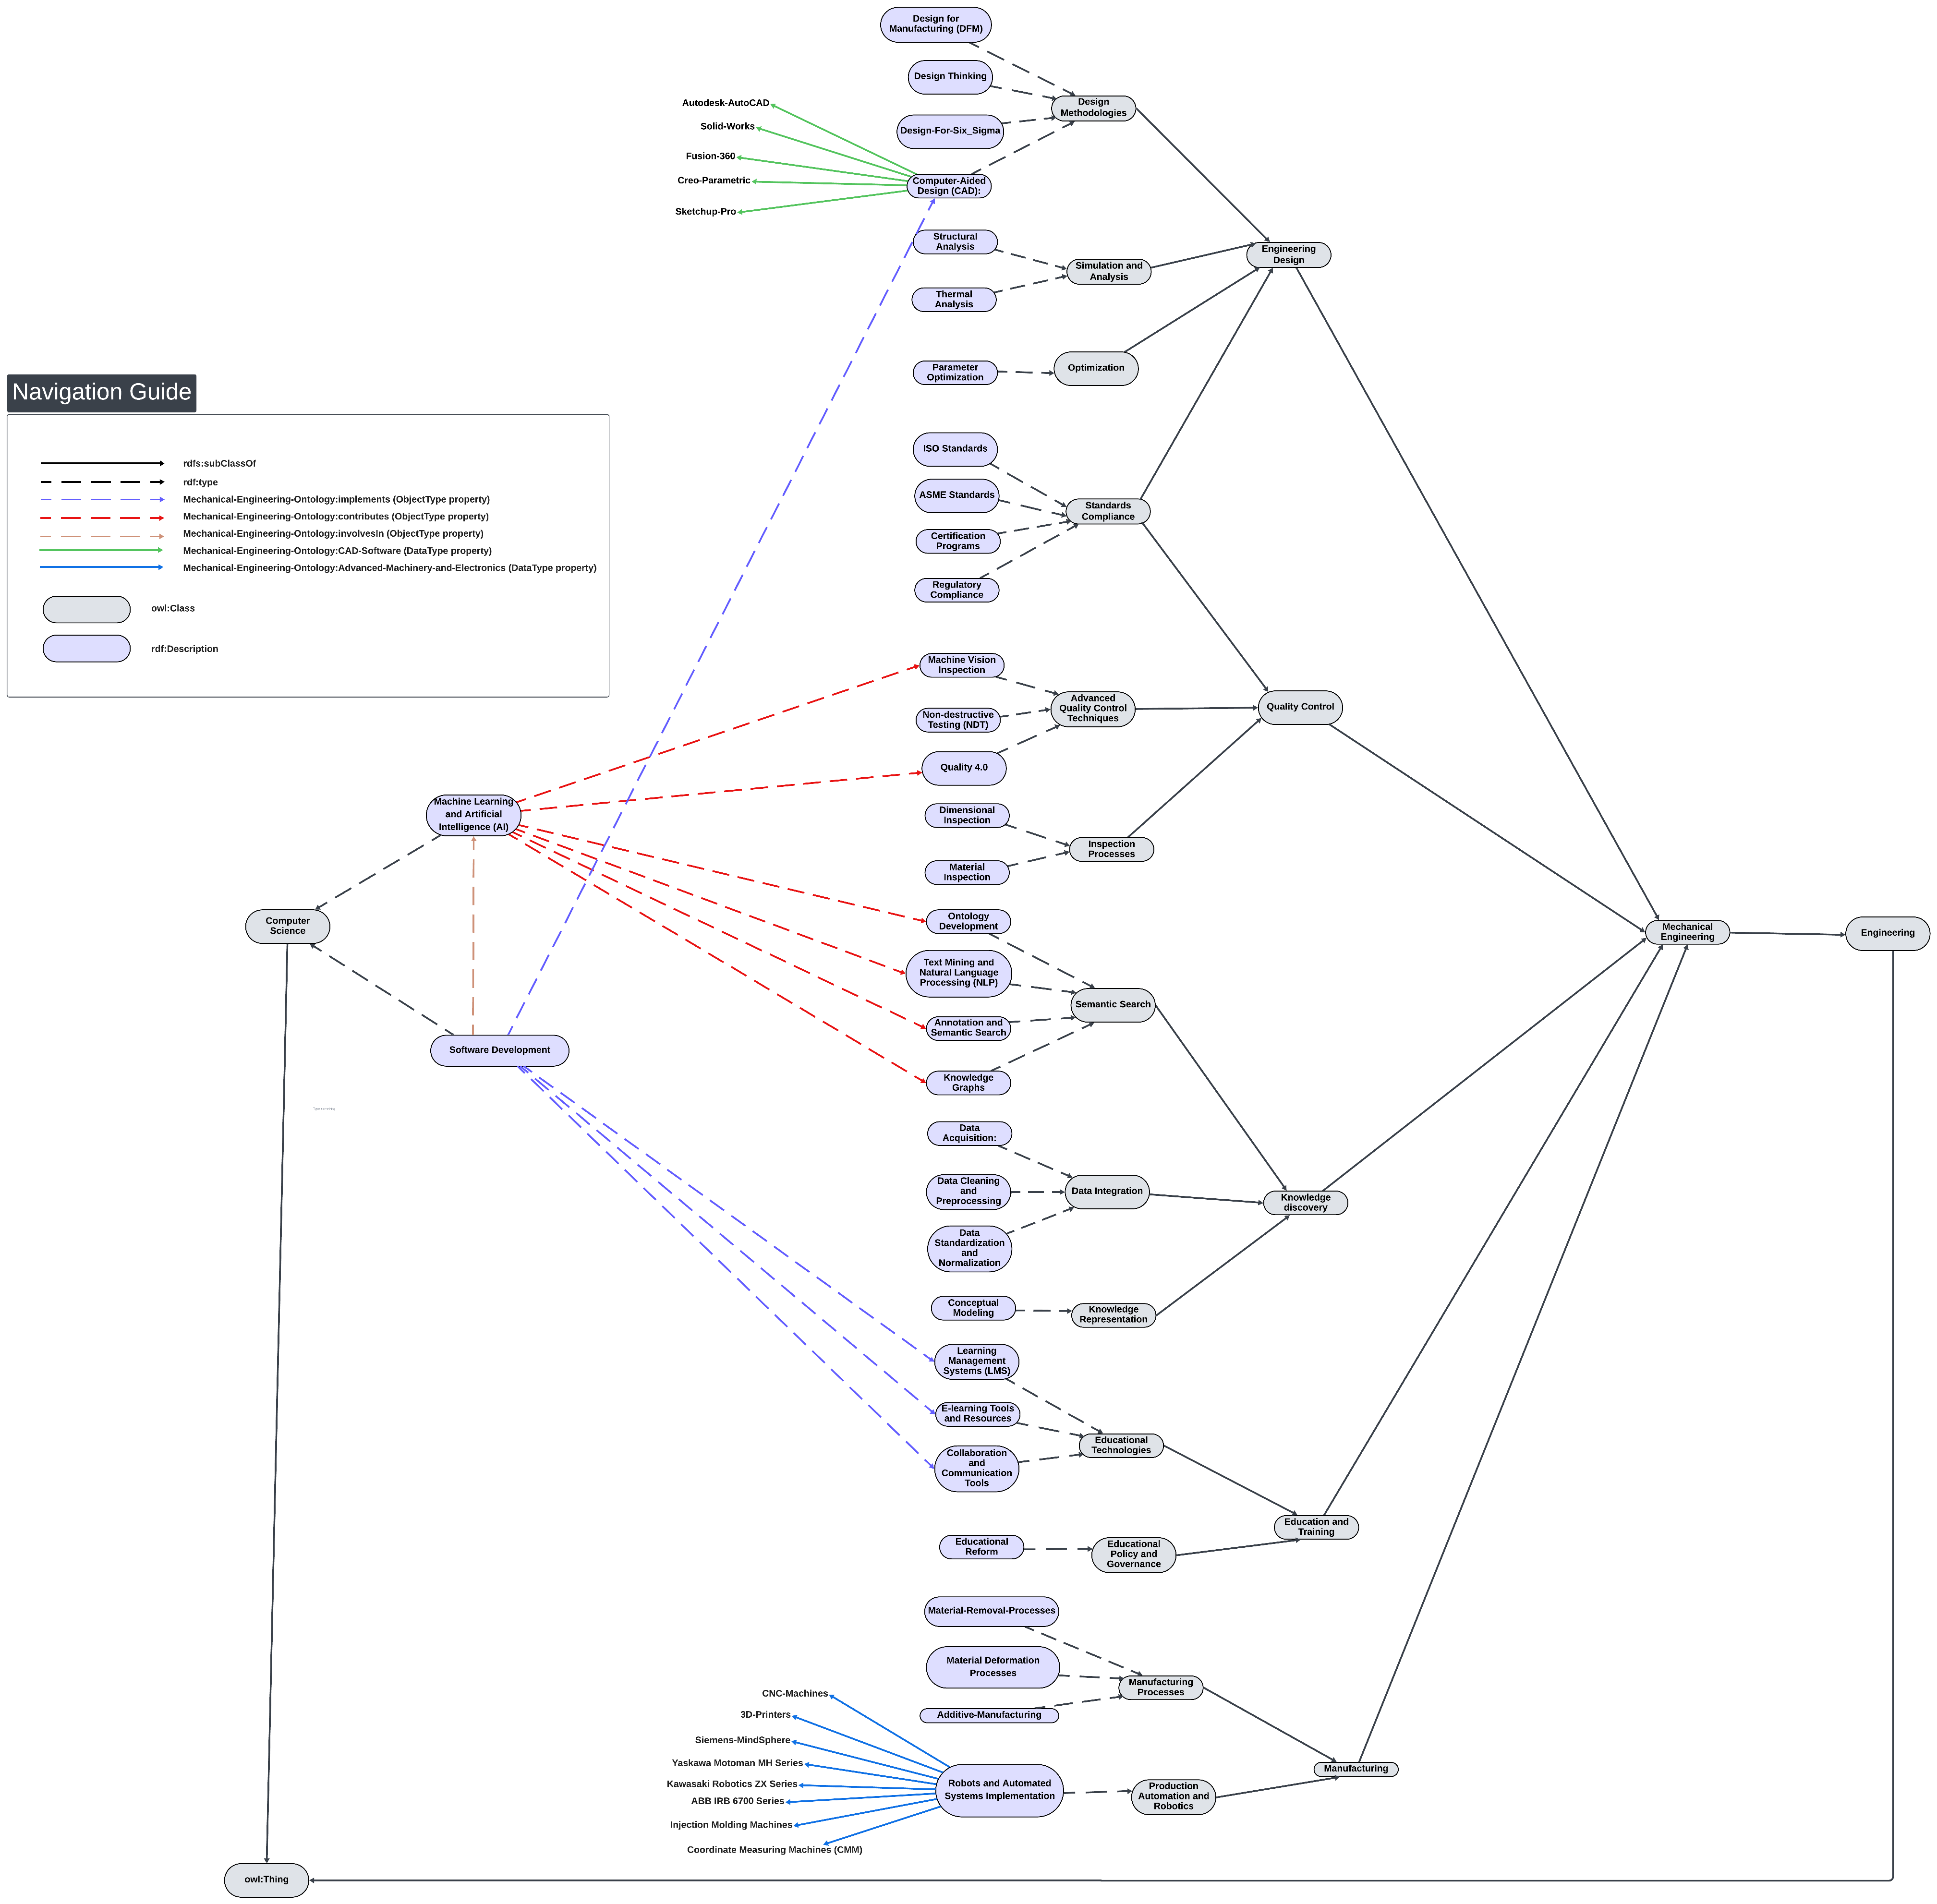 Design for
Manufacturing (DFM)
Design Thinking
Design
Methodologies
Autodesk-AutoCAD
Solid-Works
Design-For-Six_Sigma
Fusion-360
Creo-Parametric
Computer-Aided
Design (CAD):
Sketchup-Pro
Structural
Analysis
Engineering
Design
Simulation and
Analysis
Thermal
Analysis
Parameter
Optimization
Optimization
Navigation Guide
rdfs:subClassOf
rdf:type
Mechanical-Engineering-Ontology:implements (ObjectType property)
Mechanical-Engineering-Ontology:contributes (ObjectType property)
Mechanical-Engineering-Ontology:involvesIn (ObjectType property)
Mechanical-Engineering-Ontology:CAD-Software (DataType property)
Mechanical-Engineering-Ontology:Advanced-Machinery-and-Electronics (DataType property)
owl:Class
rdf:Description
ISO Standards
ASME Standards
Standards
Compliance
Certification
Programs
Regulatory
Compliance
Machine Vision
Inspection
Advanced
Quality Control
Techniques
Quality Control
Non-destructive
Testing (NDT)
Quality 4.0
Machine Learning
and Artificial
Intelligence (AI)
Dimensional
Inspection
Inspection
Processes
Material
Inspection
Computer
Science
Ontology
Development
Mechanical
Engineering
Engineering
Text Mining and
Natural Language
Processing (NLP)
Semantic Search
Annotation and
Semantic Search
Software Development
Knowledge
Graphs
Data
Acquisition:
Data Cleaning
and
Preprocessing
Data Integration
Knowledge
discovery
Data
Standardization
and
Normalization
Conceptual
Modeling
Knowledge
Representation
Learning
Management
Systems (LMS)
E-learning Tools
and Resources
Educational
Technologies
Collaboration
and
Communication
Tools
Education and
Training
Educational
Reform
Educational
Policy and
Governance
Material-Removal-Processes
Material Deformation
Processes
Manufacturing
Processes
Additive-Manufacturing
CNC-Machines
3D-Printers
Siemens-MindSphere
Yaskawa Motoman MH Series
Kawasaki Robotics ZX Series
ABB IRB 6700 Series
Injection Molding Machines
Coordinate Measuring Machines (CMM)
Robots and Automated
Systems Implementation
Production
Automation and
Robotics
Manufacturing
owl:Thing